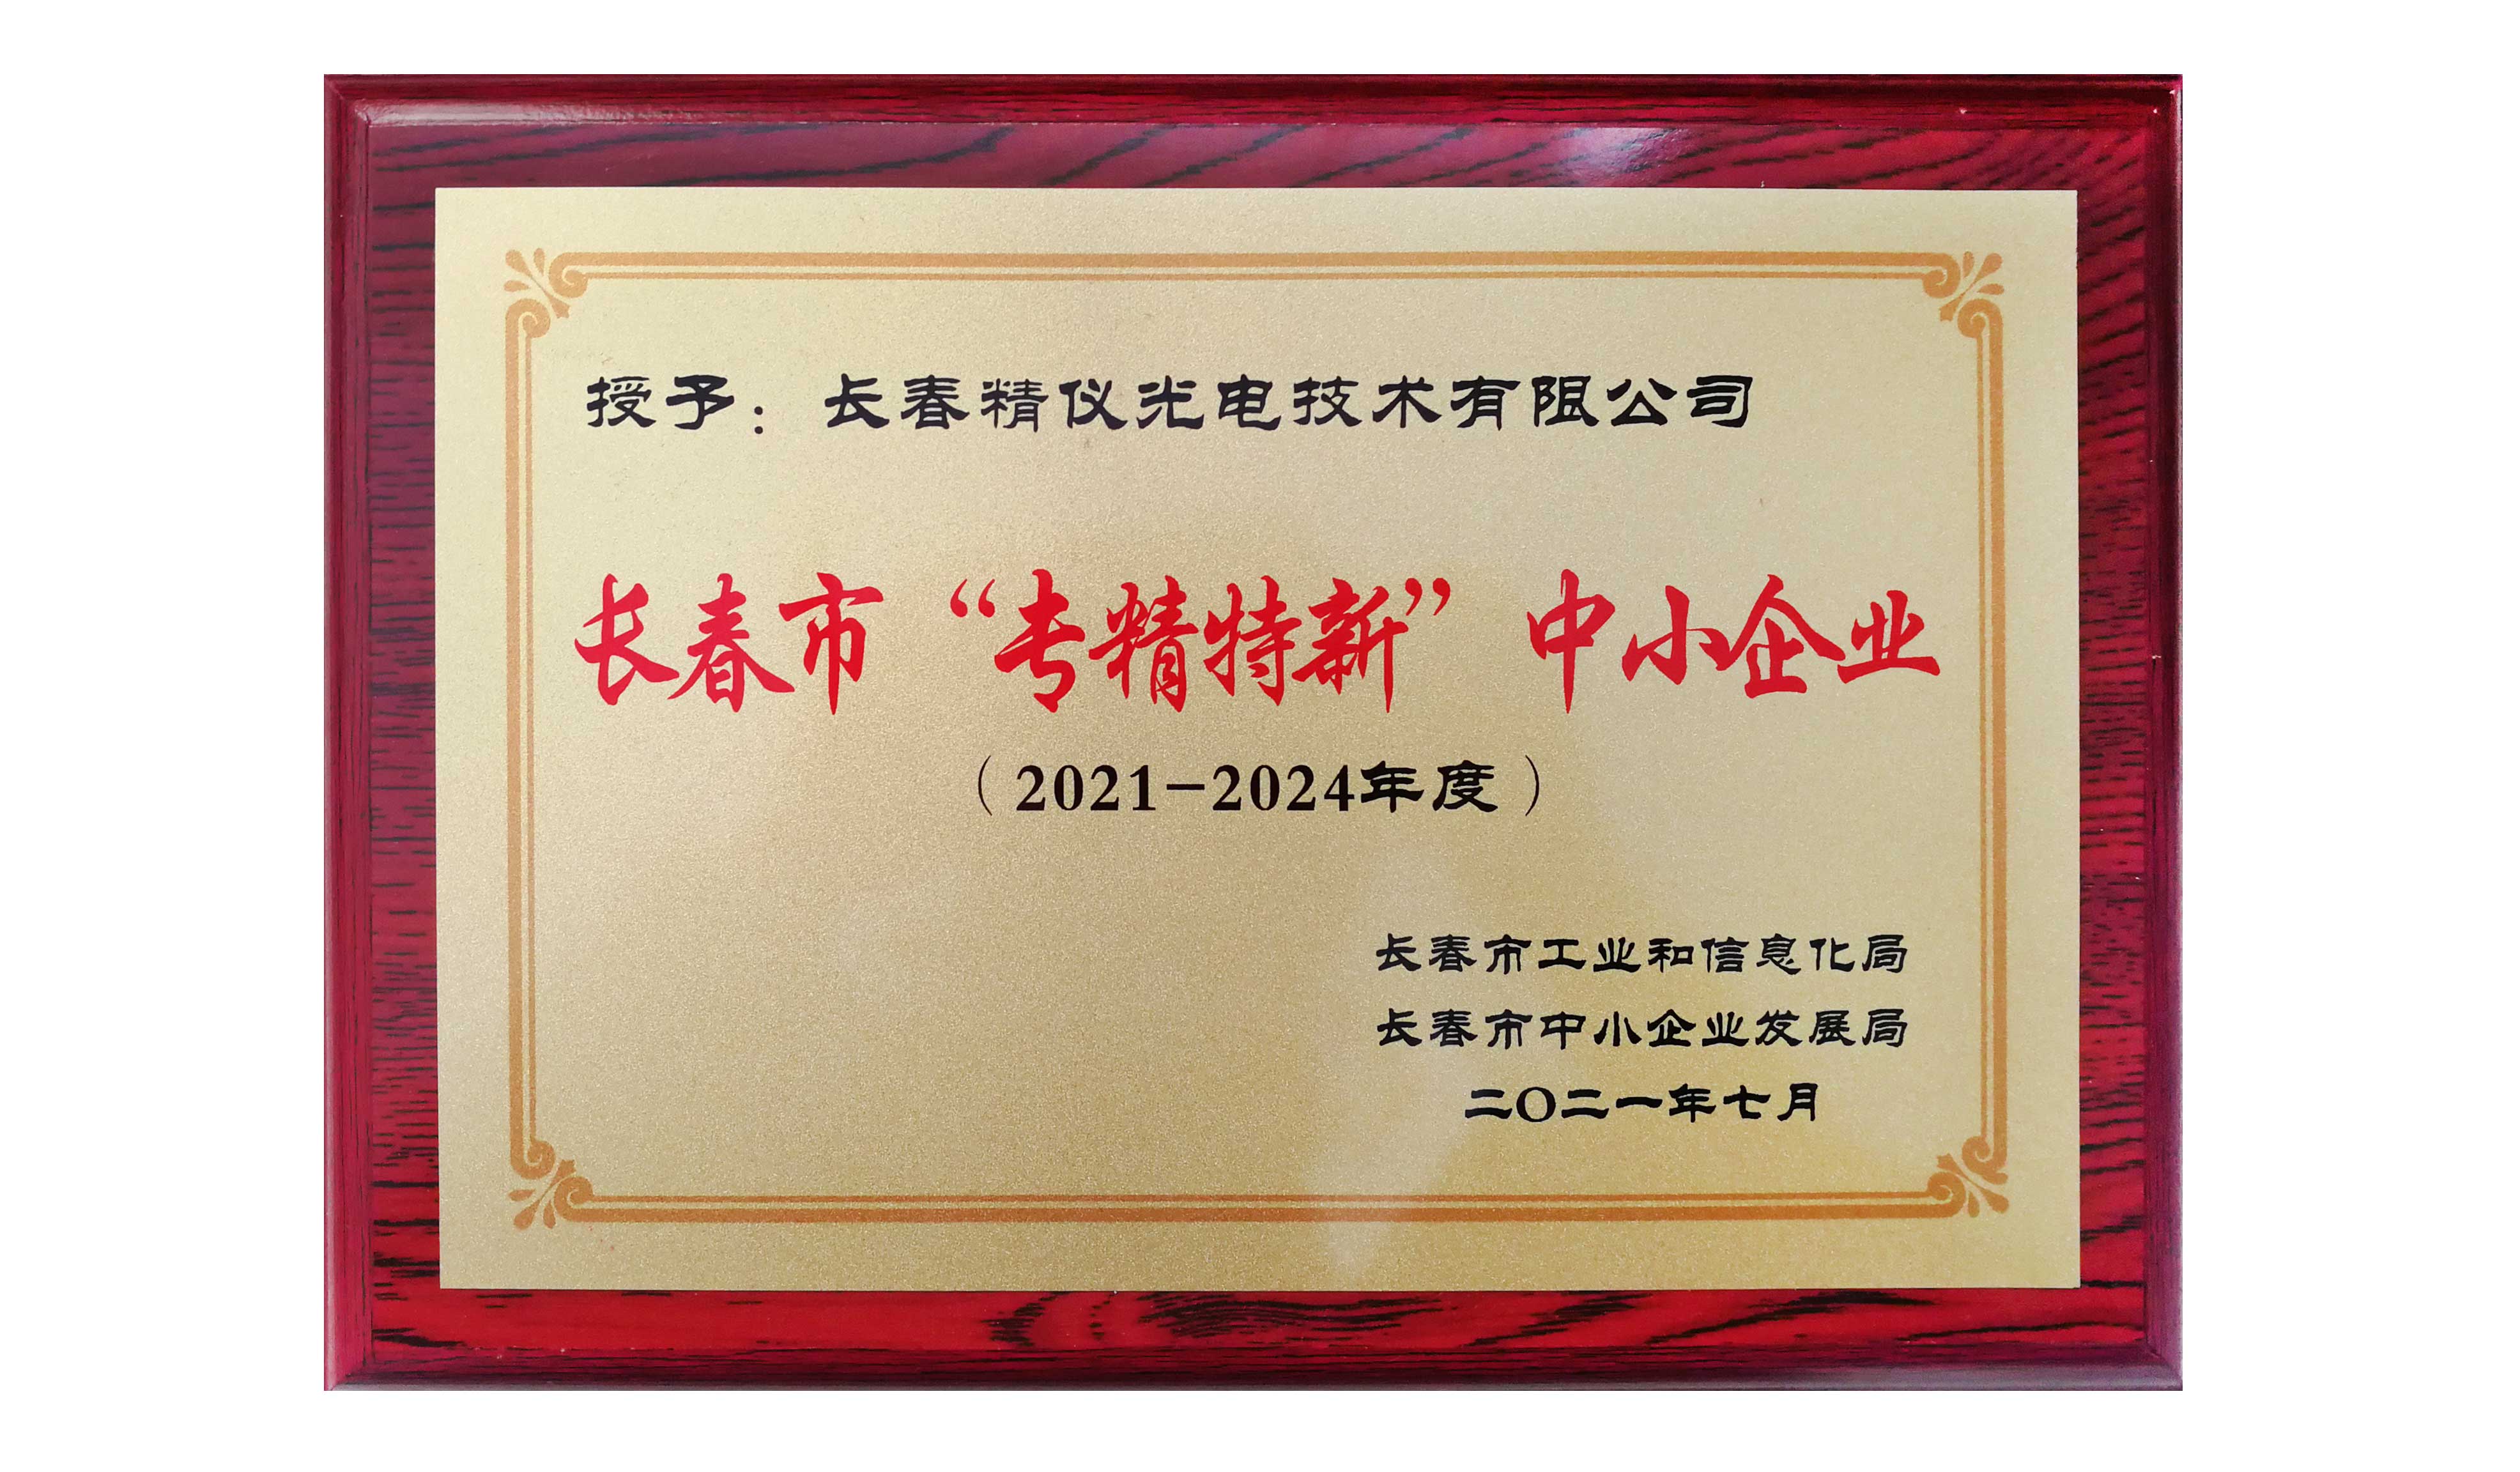 授予：长春精仪光电技术有限公司
长春市“专精特新”中小企业
（2021-2024年度）
长春市工业和信息化局
长春市中小企业发展局
二〇二一年七月